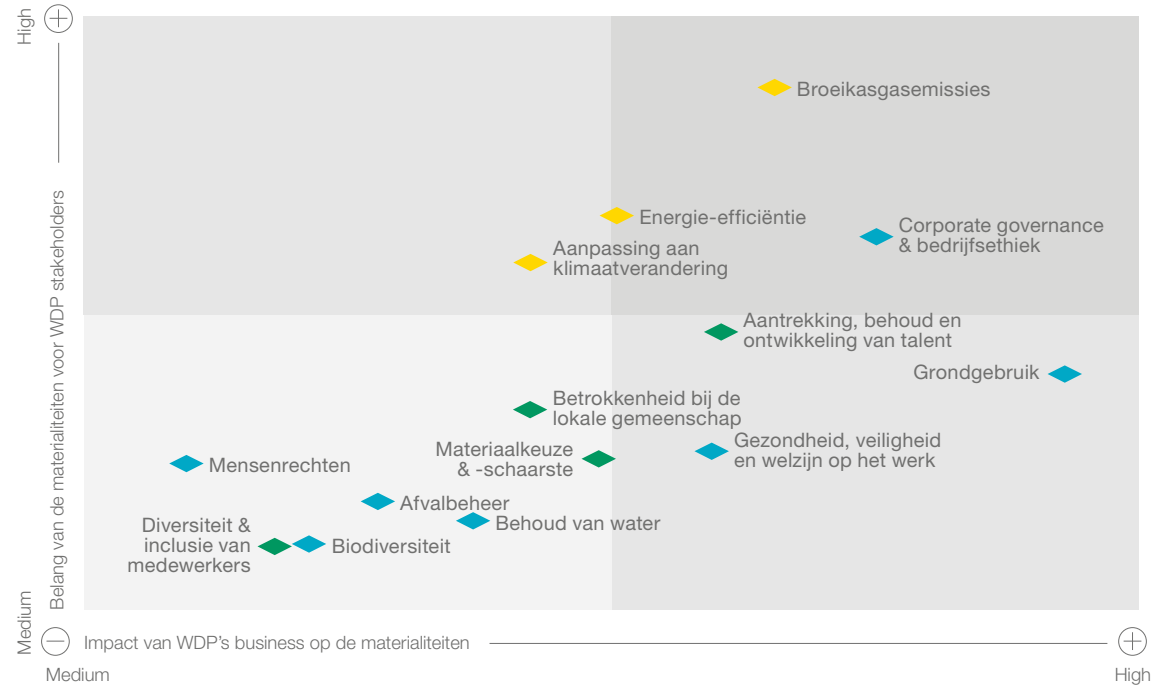 High
Belang van de materialiteiten voor WDP stakeholders
Medium
Broeikasgasemissies
Energie-efficiëntie
Corporate governance
& bedrijfsethiek
Aanpassing aan
klimaatverandering
Aantrekking, behoud en
ontwikkeling van talent
Grondgebruik
Betrokkenheid bij de
lokale gemeenschap
Gezondheid, veiligheid
en welzijn op het werk
Materiaalkeuze
& -schaarste
Mensenrechten
Afvalbeheer
Behoud van water
Diversiteit &
inclusie van
medewerkers
Biodiversiteit
Impact van WDP's business op de materialiteiten
Medium
High